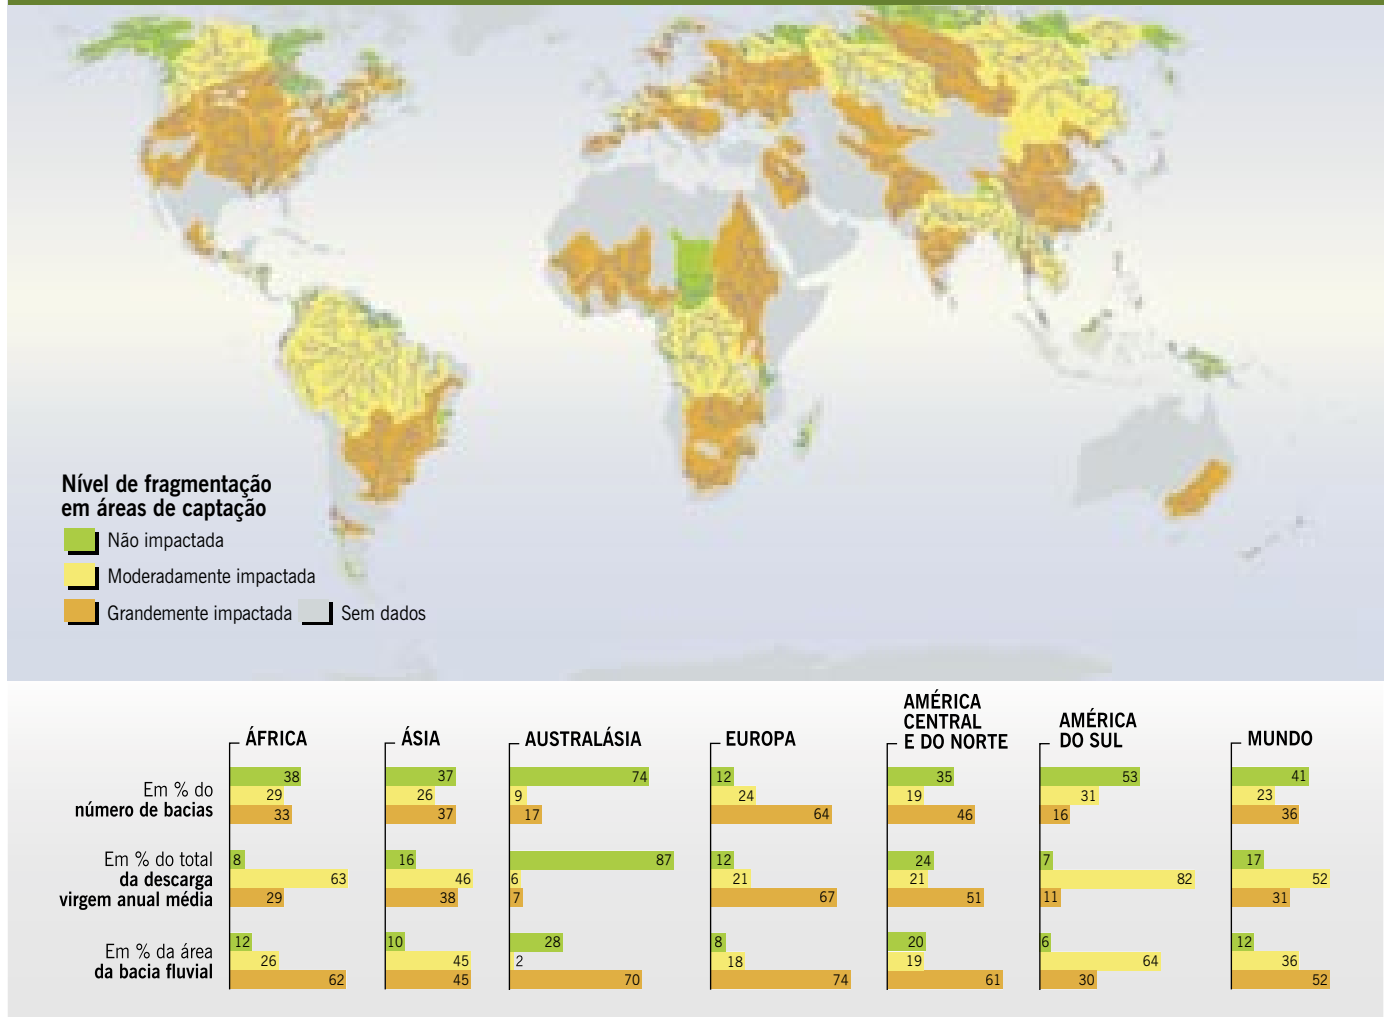 Nível de fragmentação
em áreas de captação
Não impactada
Moderadamente impactada
Grandemente impactada
Sem dados
ÁFRICA
ÁSIA
AUSTRALÁSIA
EUROPA
AMÉRICA
CENTRAL
E DO NORTE
AMÉRICA
DO SUL
MUNDO
Em % do
número de bacias
38 37 74 12 35 53 41
29 26 9 24 19 31 23
33 37 17 64 46 16 36
Em % do total
da descarga
virgem anual média
8 16 87 12 24 7 17
63 46 6 21 21 82 52
29 38 7 67 51 11 31
Em % da área
da bacia fluvial
12 10 28 8 20 6 12
26 45 2 18 19 64 36
62 45 70 74 61 30 52